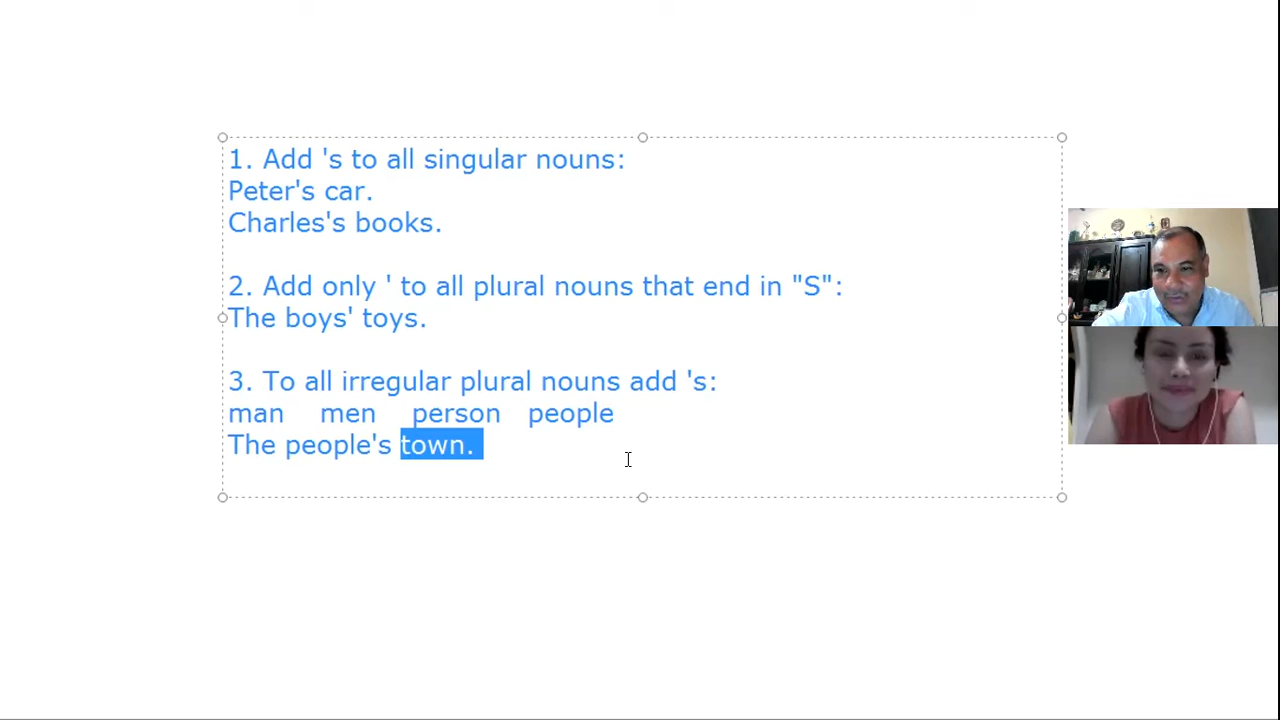 1. Add 's to all singular nouns:
Peter's car.
Charles's books.
2. Add only ' to all plural nouns that end in "S":
The boys' toys.
3. To all irregular plural nouns add 's:
man men person people
The people's town.